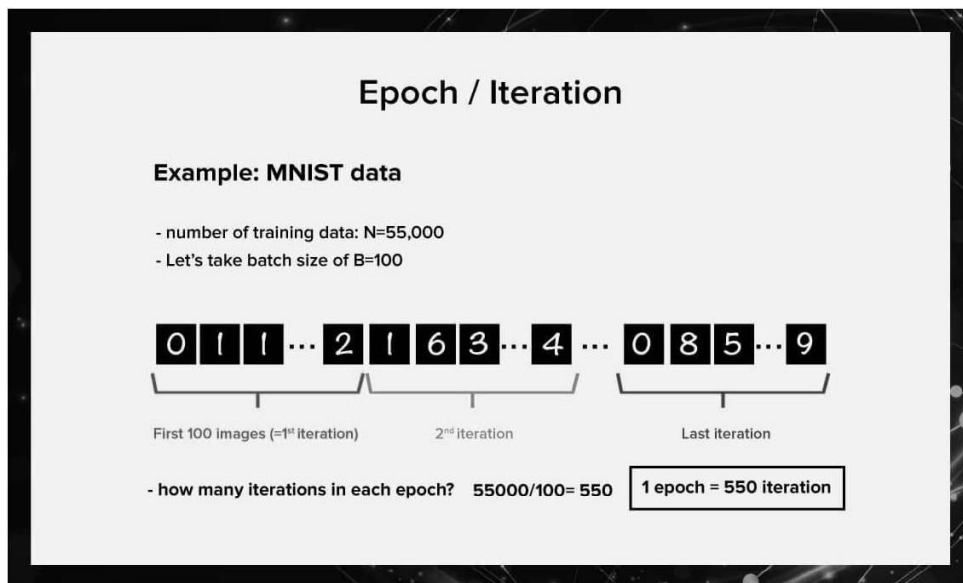 Epoch / Iteration
Example: MNIST data
- number of training data: N=55,000
- Let's take batch size of B=100
0 1 1 ... 2 1 6 3 ... 4 ... 0 8 5 ... 9
First 100 images (=1st iteration) 2nd iteration Last iteration
- how many iterations in each epoch? 55000/100= 550 1 epoch = 550 iteration